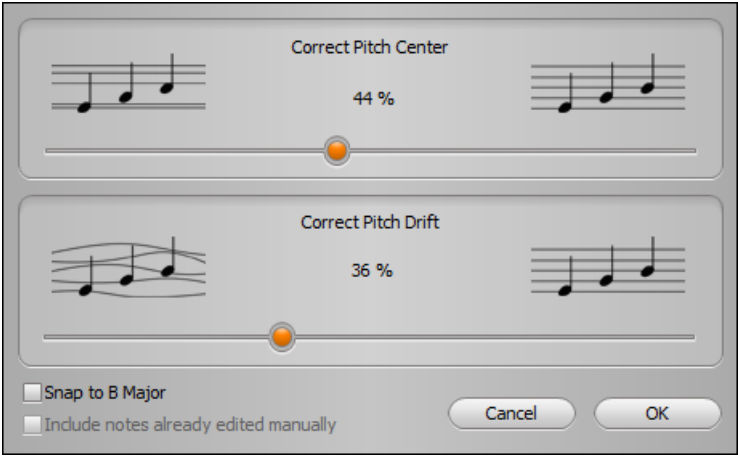 Correct Pitch Center
44 %
Correct Pitch Drift
36 %
Snap to B Major
Include notes already edited manually
Cancel
OK